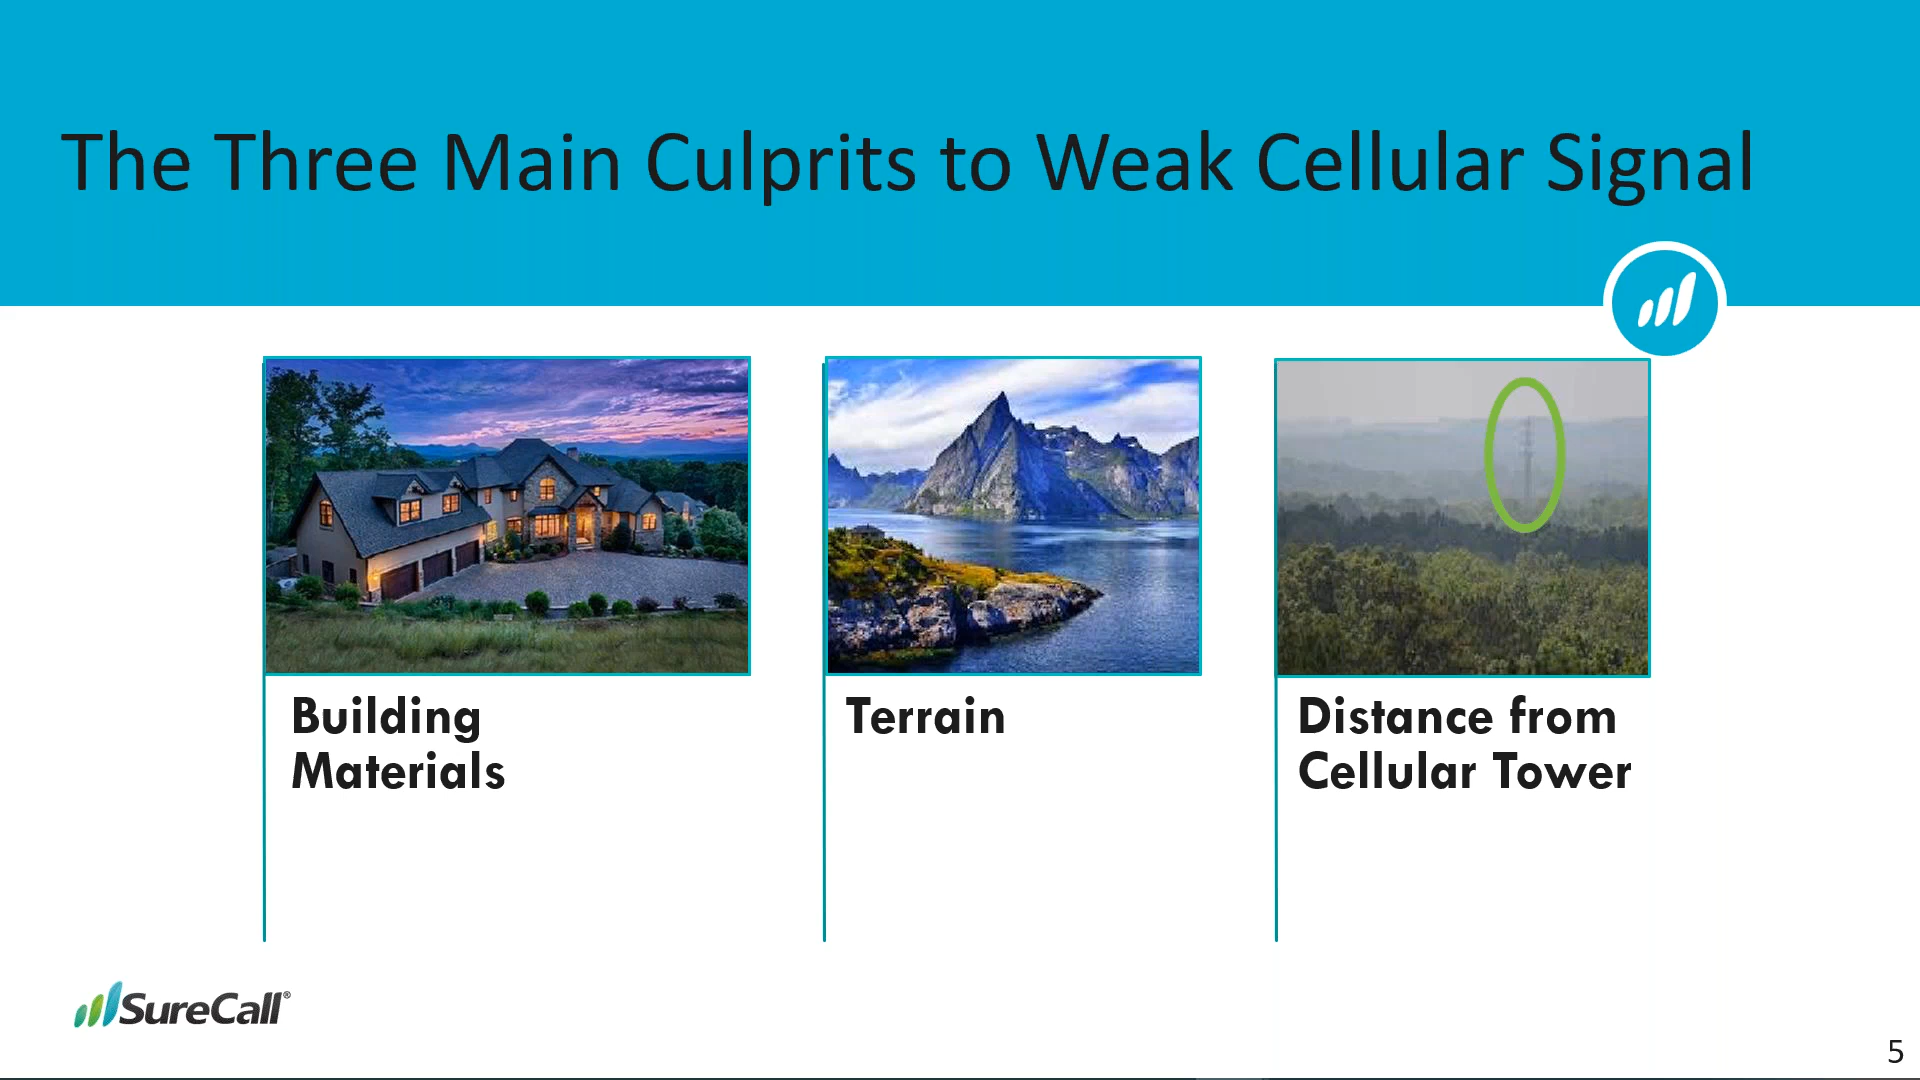 The Three Main Culprits to Weak Cellular Signal
Building
Materials
Terrain
Distance from
Cellular Tower
SureCall®
5